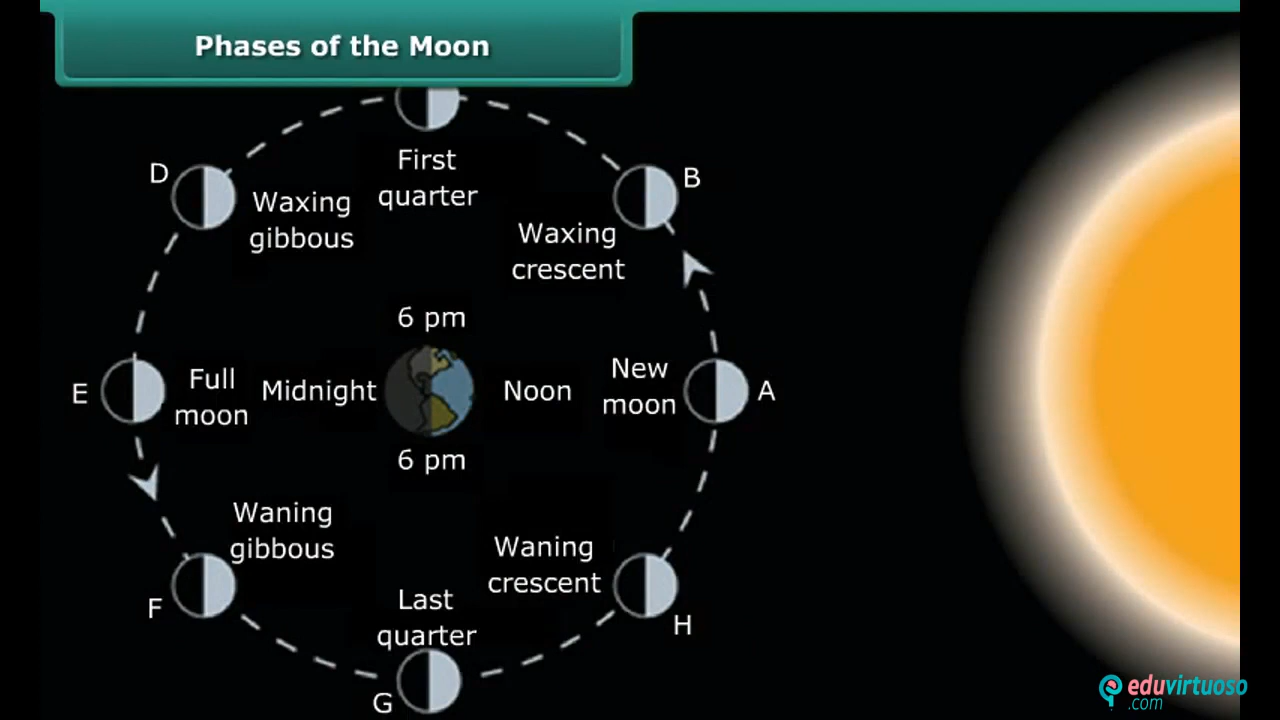 Phases of the Moon
D
First
quarter
B
Waxing
gibbous
Waxing
crescent
6 pm
E
Full
moon
Midnight
Noon
New
moon
A
6 pm
Waning
gibbous
Waning
crescent
F
Last
quarter
H
G
eduvirtuoso
.com